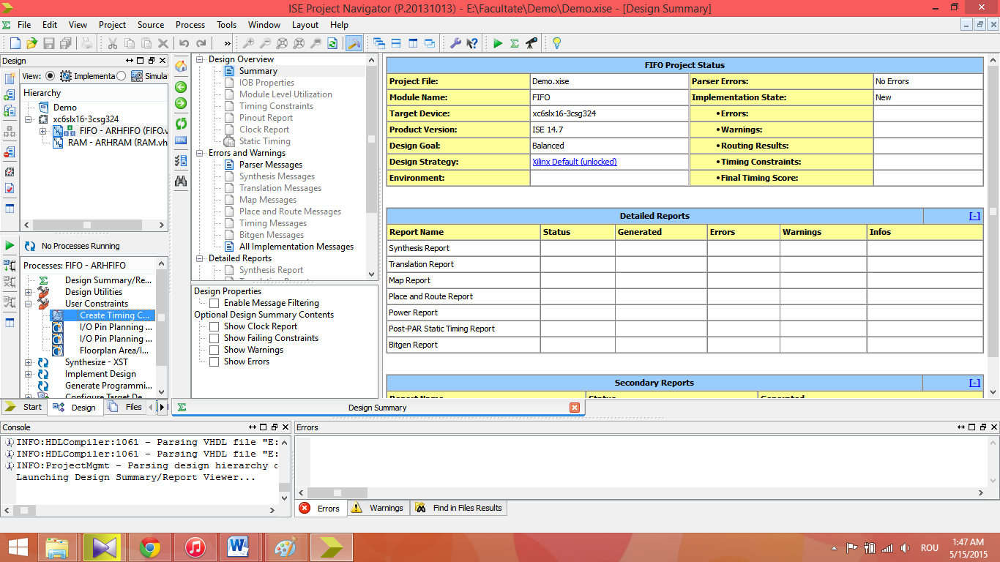 ISE Project Navigator (P.20131013) - E:\Facultate\Demo\Demo.xise - [Design Summary]
File Edit View Project Source Process Tools Window Layout Help
Design
View: Implementa Simula
Hierarchy
Demo
xc6slx16-3csg324
FIFO - ARHFIFO (FIFO.v
RAM - ARHRAM (RAM.vh
No Processes Running
Processes: FIFO - ARHFIFO
Design Summary/Re...
Design Utilities
User Constraints
Create Timing C...
I/O Pin Planning ...
I/O Pin Planning ...
Floorplan Area/I...
Synthesize - XST
Implement Design
Generate Programmi...
Configure Target De
Start Design Files
Design Overview
Summary
IOB Properties
Module Level Utilization
Timing Constraints
Pinout Report
Clock Report
Static Timing
Errors and Warnings
Parser Messages
Synthesis Messages
Translation Messages
Map Messages
Place and Route Messages
Timing Messages
Bitgen Messages
All Implementation Messages
Detailed Reports
Synthesis Report
Design Properties
Enable Message Filtering
Optional Design Summary Contents
Show Clock Report
Show Failing Constraints
Show Warnings
Show Errors
Design Summary
FIFO Project Status
Project File: Demo.xise Parser Errors: No Errors
Module Name: FIFO Implementation State: New
Target Device: xc6slx16-3csg324 •Errors:
Product Version: ISE 14.7 •Warnings:
Design Goal: Balanced •Routing Results:
Design Strategy: Xilinx Default (unlocked) •Timing Constraints:
Environment: •Final Timing Score:
Detailed Reports [-]
Report Name Status Generated Errors Warnings Infos
Synthesis Report
Translation Report
Map Report
Place and Route Report
Power Report
Post-PAR Static Timing Report
Bitgen Report
Secondary Reports [-]
Report Name Status Generated
Console
INFO:HDLCompiler:1061 - Parsing VHDL file "E:
INFO:HDLCompiler:1061 - Parsing VHDL file "E:
INFO:ProjectMgmt - Parsing design hierarchy c
Launching Design Summary/Report Viewer...
Errors
Errors Warnings Find in Files Results
ROU
1:47 AM
5/15/2015